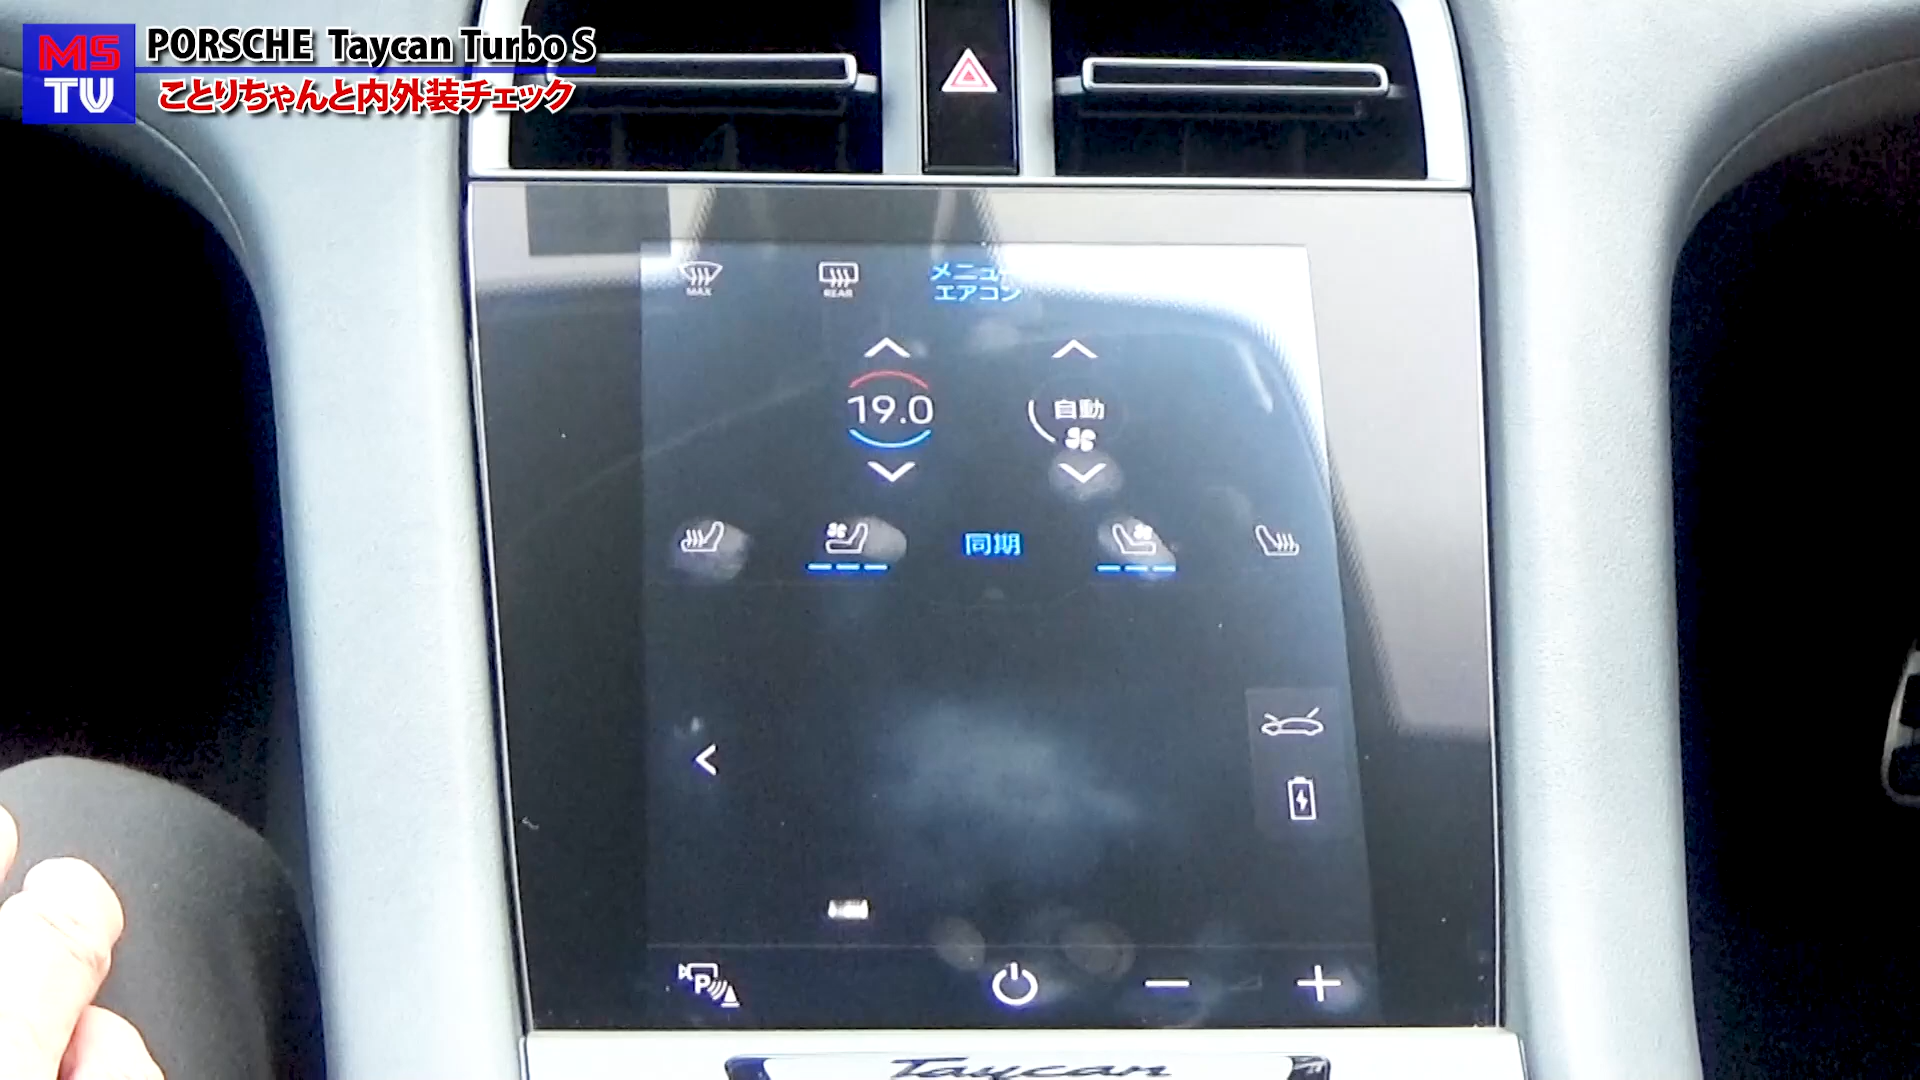 MS
TV
PORSCHE Taycan Turbo S
ことりちゃんと内外装チェック
MAX
REAR
メニュー
エアコン
19.0
自動
同期
P
Taycan